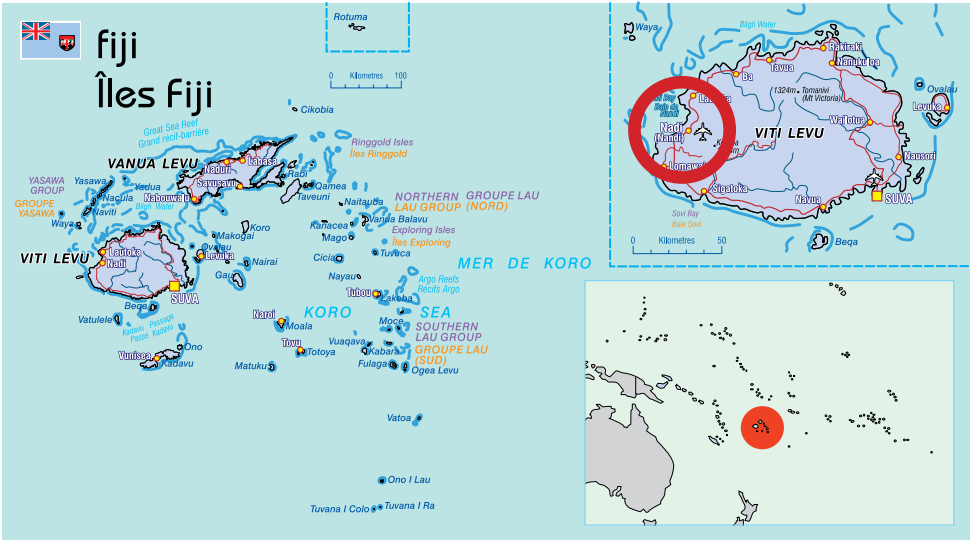 fiji
Îles Fiji
Rotuma
0 Kilometres 100
Cikobia
Great Sea Reef
Grand récif-barrière
Ringgold Isles
Îles Ringgold
VANUA LEVU
Labasa
Naduri
Rabi
YASAWA
GROUP
Yasawa
Yadua
Savusavu
Qamea
Nacula
Nabouwalu
Taveuni
NORTHERN
LAU GROUP
GROUPE LAU
(NORD)
GROUPE
YASAWA
Naviti
Bligh Water
Naitauba
Waya
Koro
Kanacea
Vanua Balavu
Exploring Isles
Makogai
Mago
Îles Exploring
VITI LEVU
Lautoka
Ovalau
Levuka
Nadi
Nairai
Cicia
Tuvuca
MER DE KORO
Gau
Nayau
Argo Reefs
Récifs Argo
SUVA
Tubou
Lakeba
Beqa
Vatulele
Kadavu Passage
Passe Kadavu
Naroi
Moala
KORO SEA
Moce
SOUTHERN
LAU GROUP
Ono
Tovu
Totoya
Vuaqava
Kabara
GROUPE LAU
(SUD)
Vunisea
Kadavu
Matuku
Fulaga
Ogea Levu
Vatoa
Ono I Lau
Tuvana I Colo
Tuvana I Ra
Waya
Bligh Water
Rakiraki
Tavua
Nanuku'oa
Ba
1324m
Tomanivi
(Mt Victoria)
Ovalau
Levuka
Baie de
Nandi
Nadi
(Nandi)
VITI LEVU
Nausori
Sigatoka
Navua
SUVA
Sovi Bay
Baie Sovi
0 Kilometres 50
Beqa